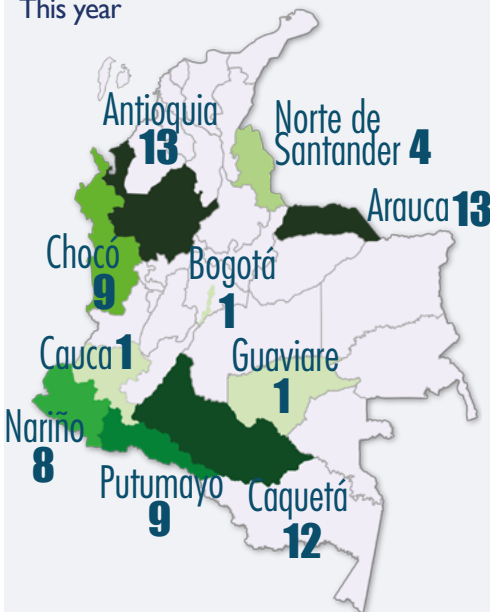 This year
Antioquia
13
Norte de
Santander 4
Arauca 13
Chocó
9
Bogotá
1
Cauca 1
Guaviare
1
Nariño
8
Putumayo
9
Caquetá
12